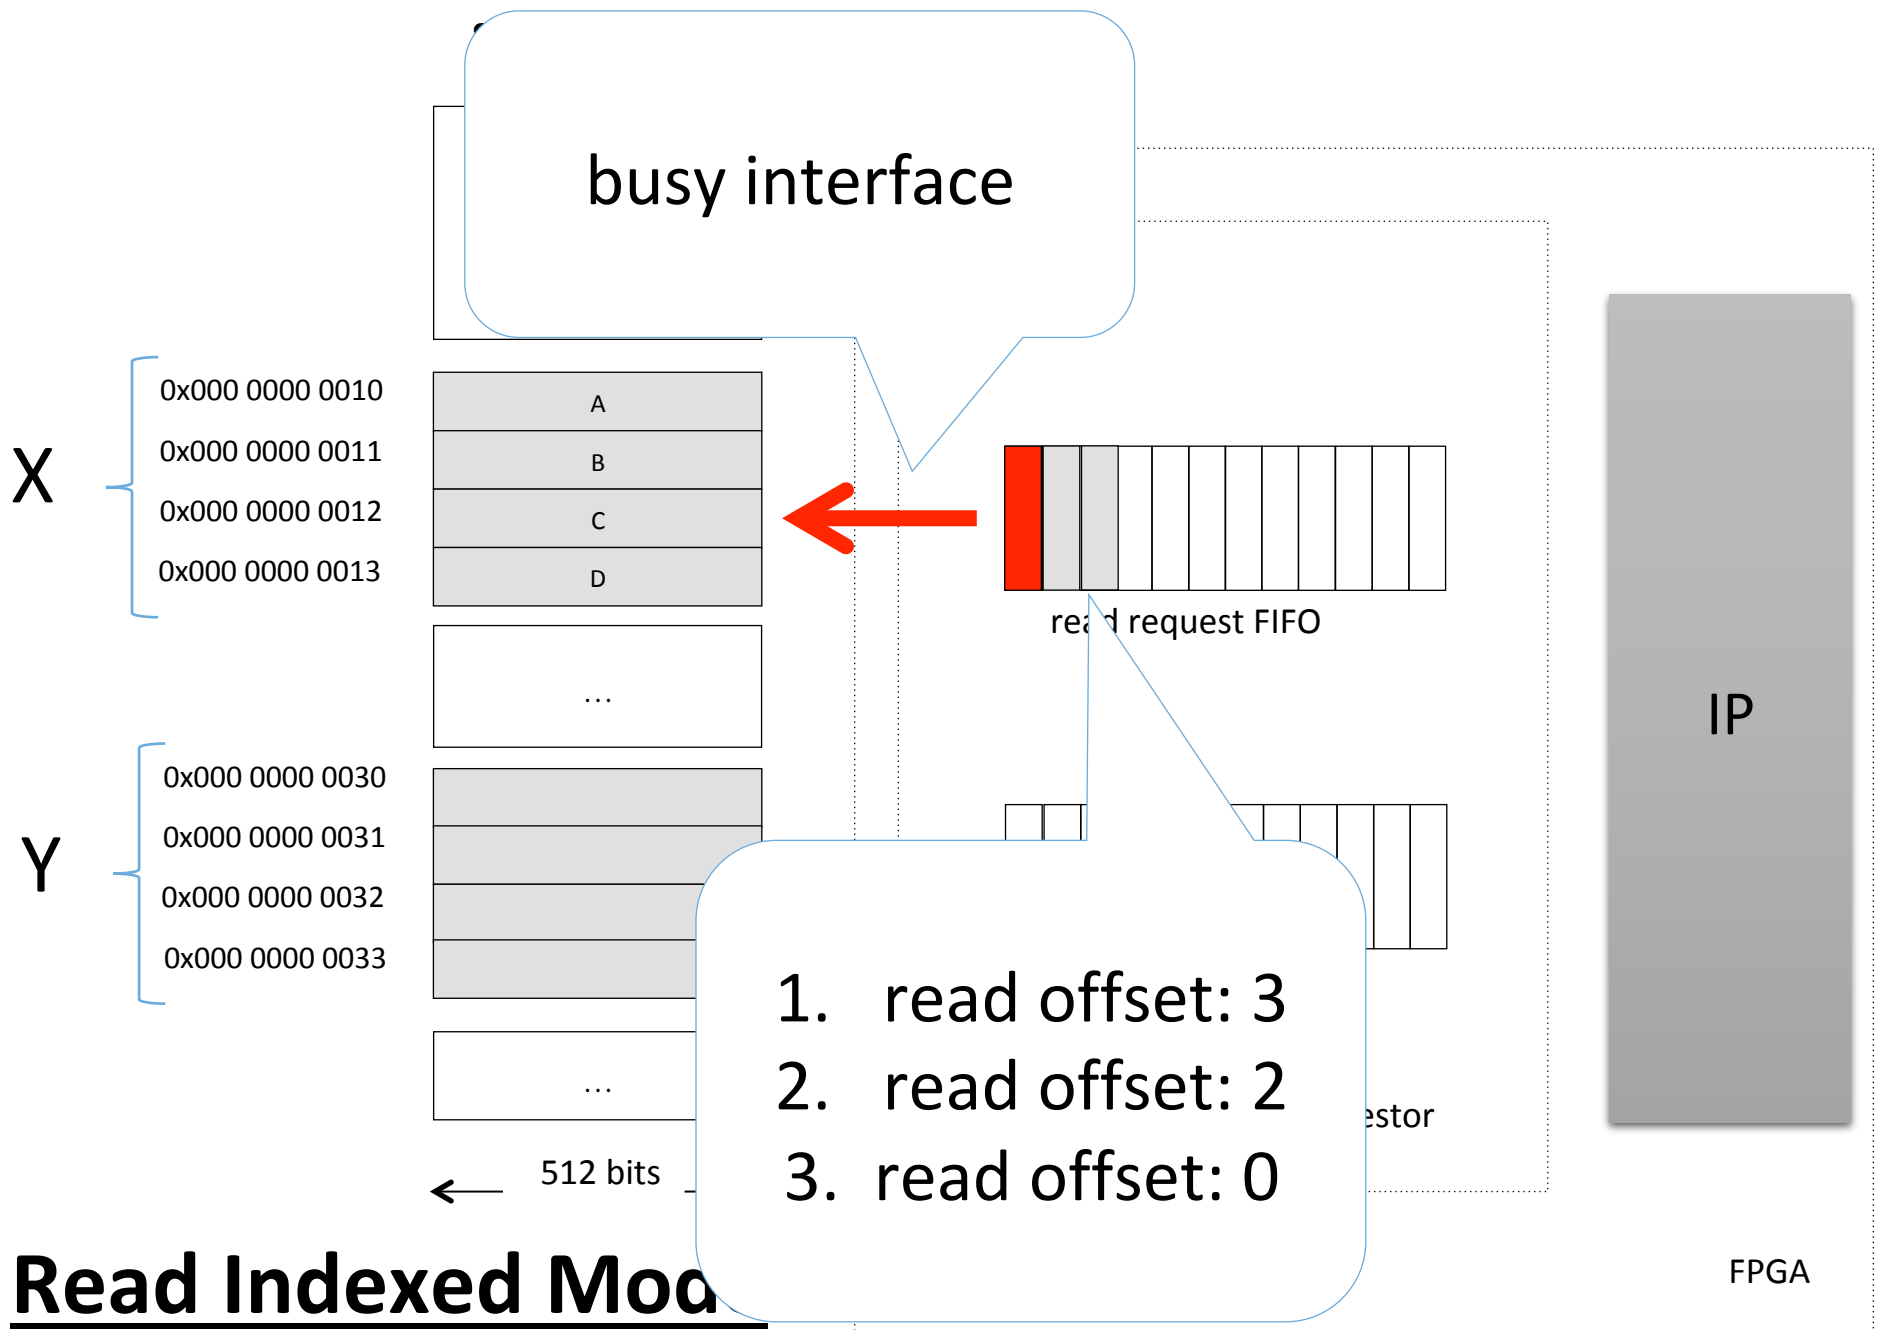 busy interface
X
0x000 0000 0010
A
0x000 0000 0011
B
0x000 0000 0012
C
0x000 0000 0013
D
read request FIFO
...
IP
Y
0x000 0000 0030
0x000 0000 0031
0x000 0000 0032
0x000 0000 0033
1. read offset: 3
2. read offset: 2
3. read offset: 0
...
estor
512 bits
Read Indexed Mod
FPGA